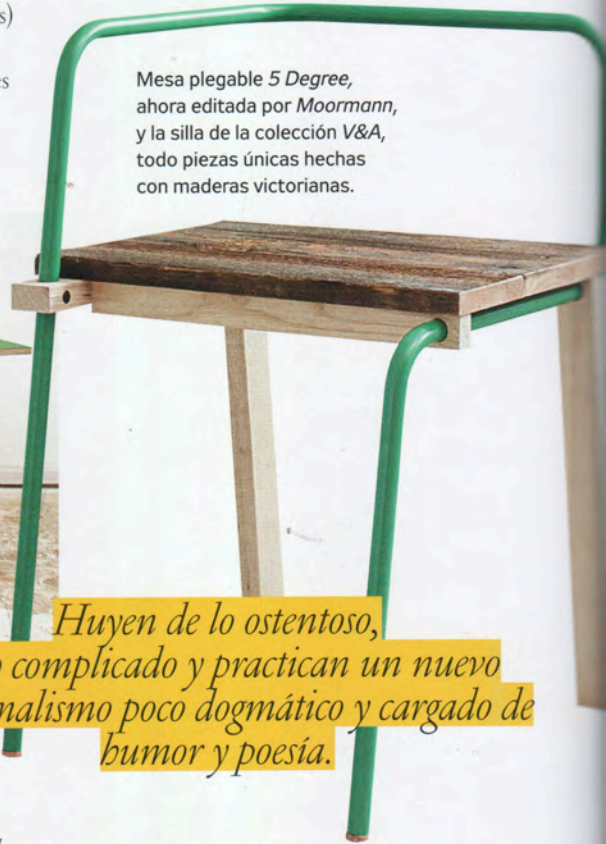 s)
es
Mesa plegable 5 Degree,
ahora editada por Moormann,
y la silla de la colección V&A,
todo piezas únicas hechas
con maderas victorianas.
Huyen de lo ostentoso,
o complicado y practican un nuevo
nalismo poco dogmático y cargado de
humor y poesía.